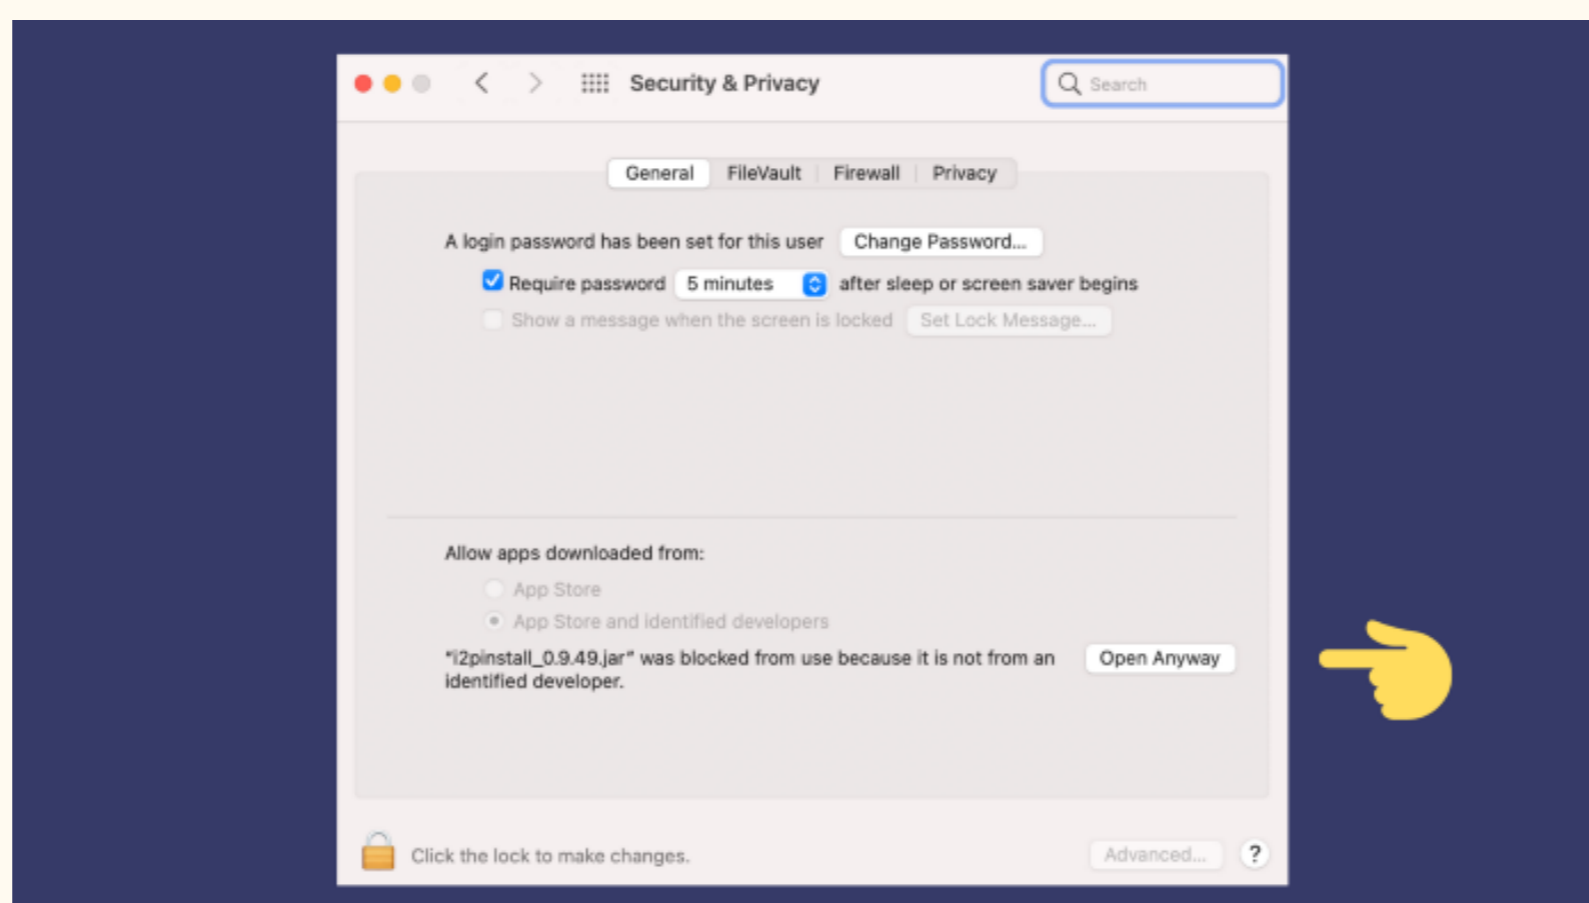 Security & Privacy
Search
General FileVault Firewall Privacy
A login password has been set for this user Change Password...
Require password 5 minutes after sleep or screen saver begins
Show a message when the screen is locked Set Lock Message...
Allow apps downloaded from:
App Store
App Store and identified developers
"i2pinstall_0.9.49.jar" was blocked from use because it is not from an Open Anyway
identified developer.
Click the lock to make changes. Advanced... ?